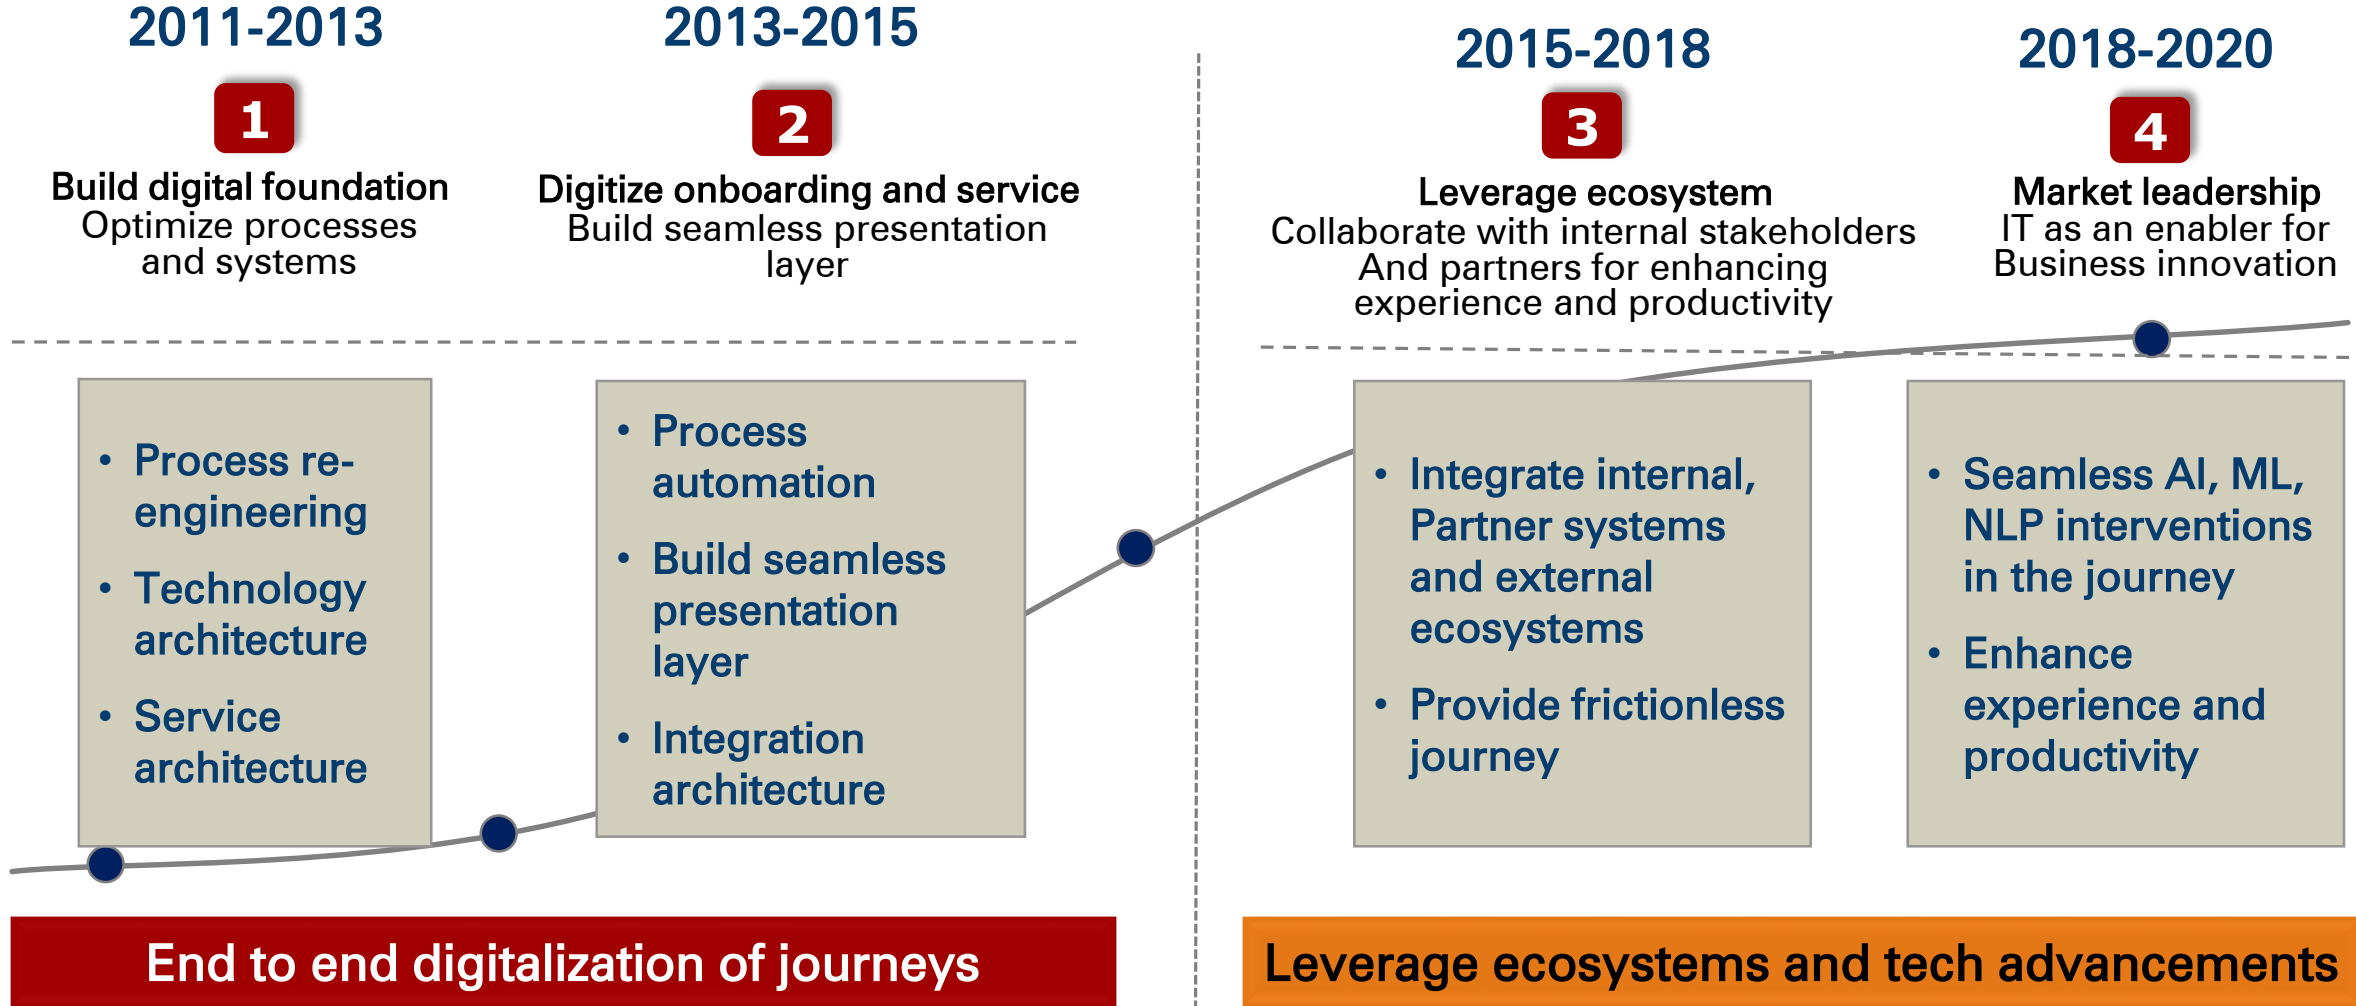 2011-2013
1
Build digital foundation
Optimize processes
and systems
2013-2015
2
Digitize onboarding and service
Build seamless presentation
layer
2015-2018
3
Leverage ecosystem
Collaborate with internal stakeholders
And partners for enhancing
experience and productivity
2018-2020
4
Market leadership
IT as an enabler for
Business innovation
• Process re-
engineering
• Technology
architecture
• Service
architecture
• Process
automation
• Build seamless
presentation
layer
• Integration
architecture
• Integrate internal,
Partner systems
and external
ecosystems
• Provide frictionless
journey
• Seamless AI, ML,
NLP interventions
in the journey
• Enhance
experience and
productivity
End to end digitalization of journeys
Leverage ecosystems and tech advancements